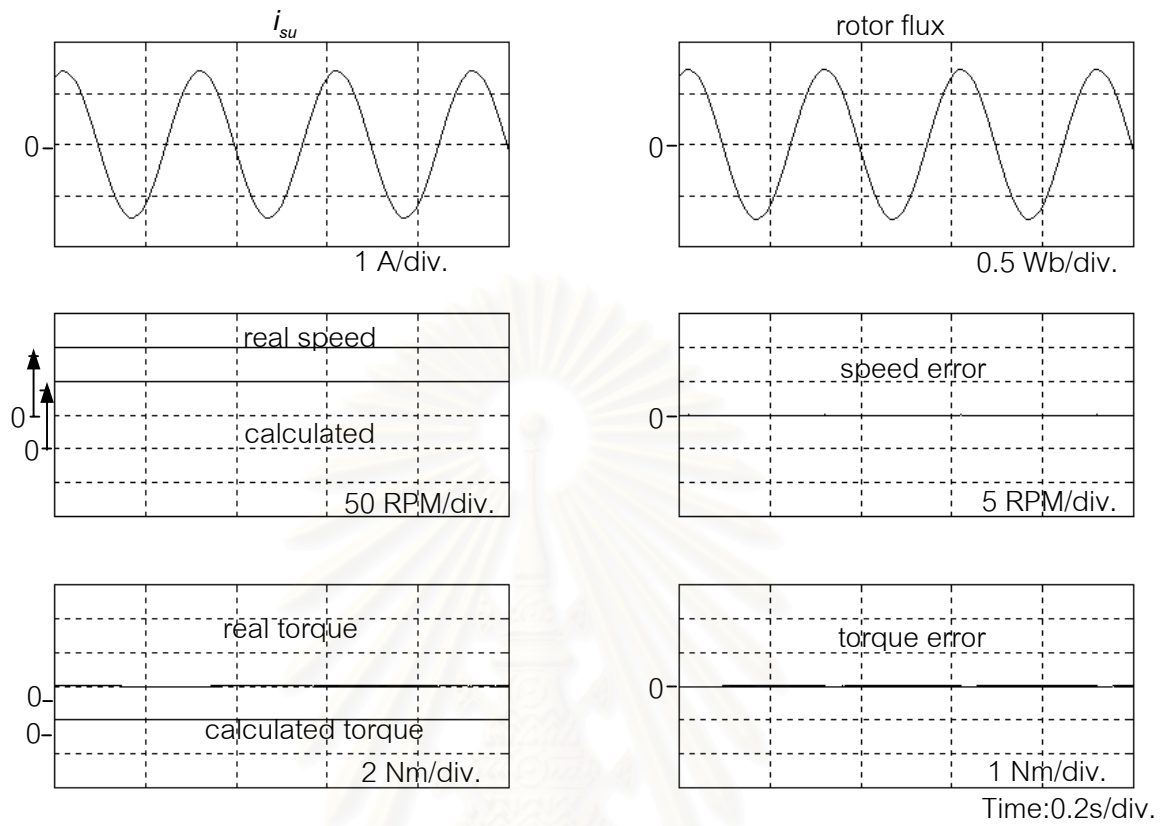 i_su
rotor flux
0
0
1 A/div.
0.5 Wb/div.
real speed
speed error
0
0
0
calculated
50 RPM/div.
5 RPM/div.
real torque
torque error
0
0
0
calculated torque
2 Nm/div.
1 Nm/div.
Time:0.2s/div.